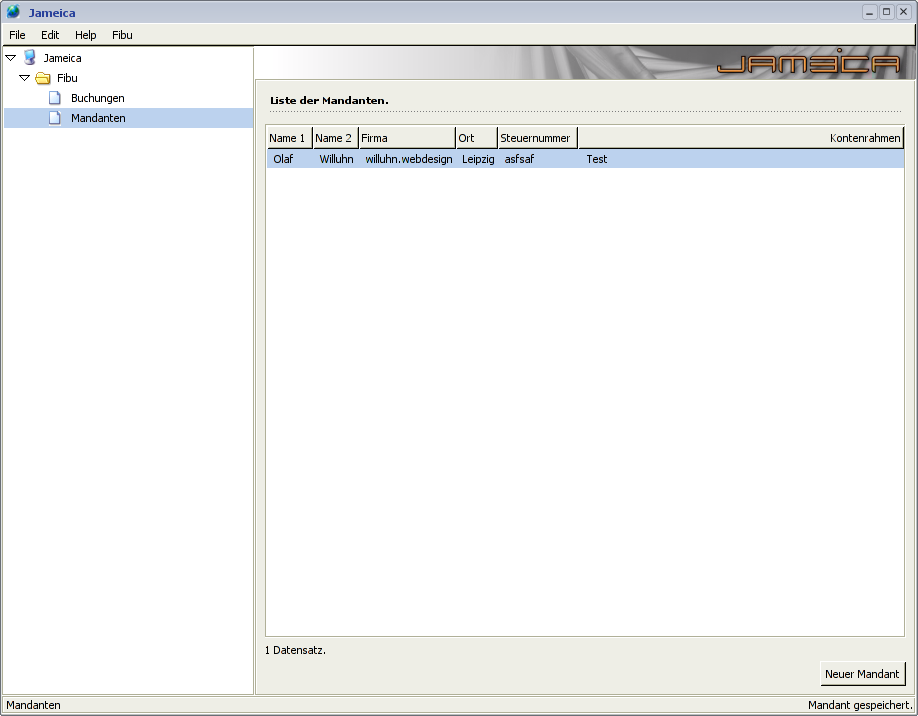 Jameica
File Edit Help Fibu
Jameica
Fibu
Buchungen
Mandanten
JAMEICA
Liste der Mandanten.
Name 1 Name 2 Firma Ort Steuernummer Kontenrahmen
Olaf Willuhn willuhn.webdesign Leipzig asfsaf Test
1 Datensatz.
Neuer Mandant
Mandanten Mandant gespeichert.